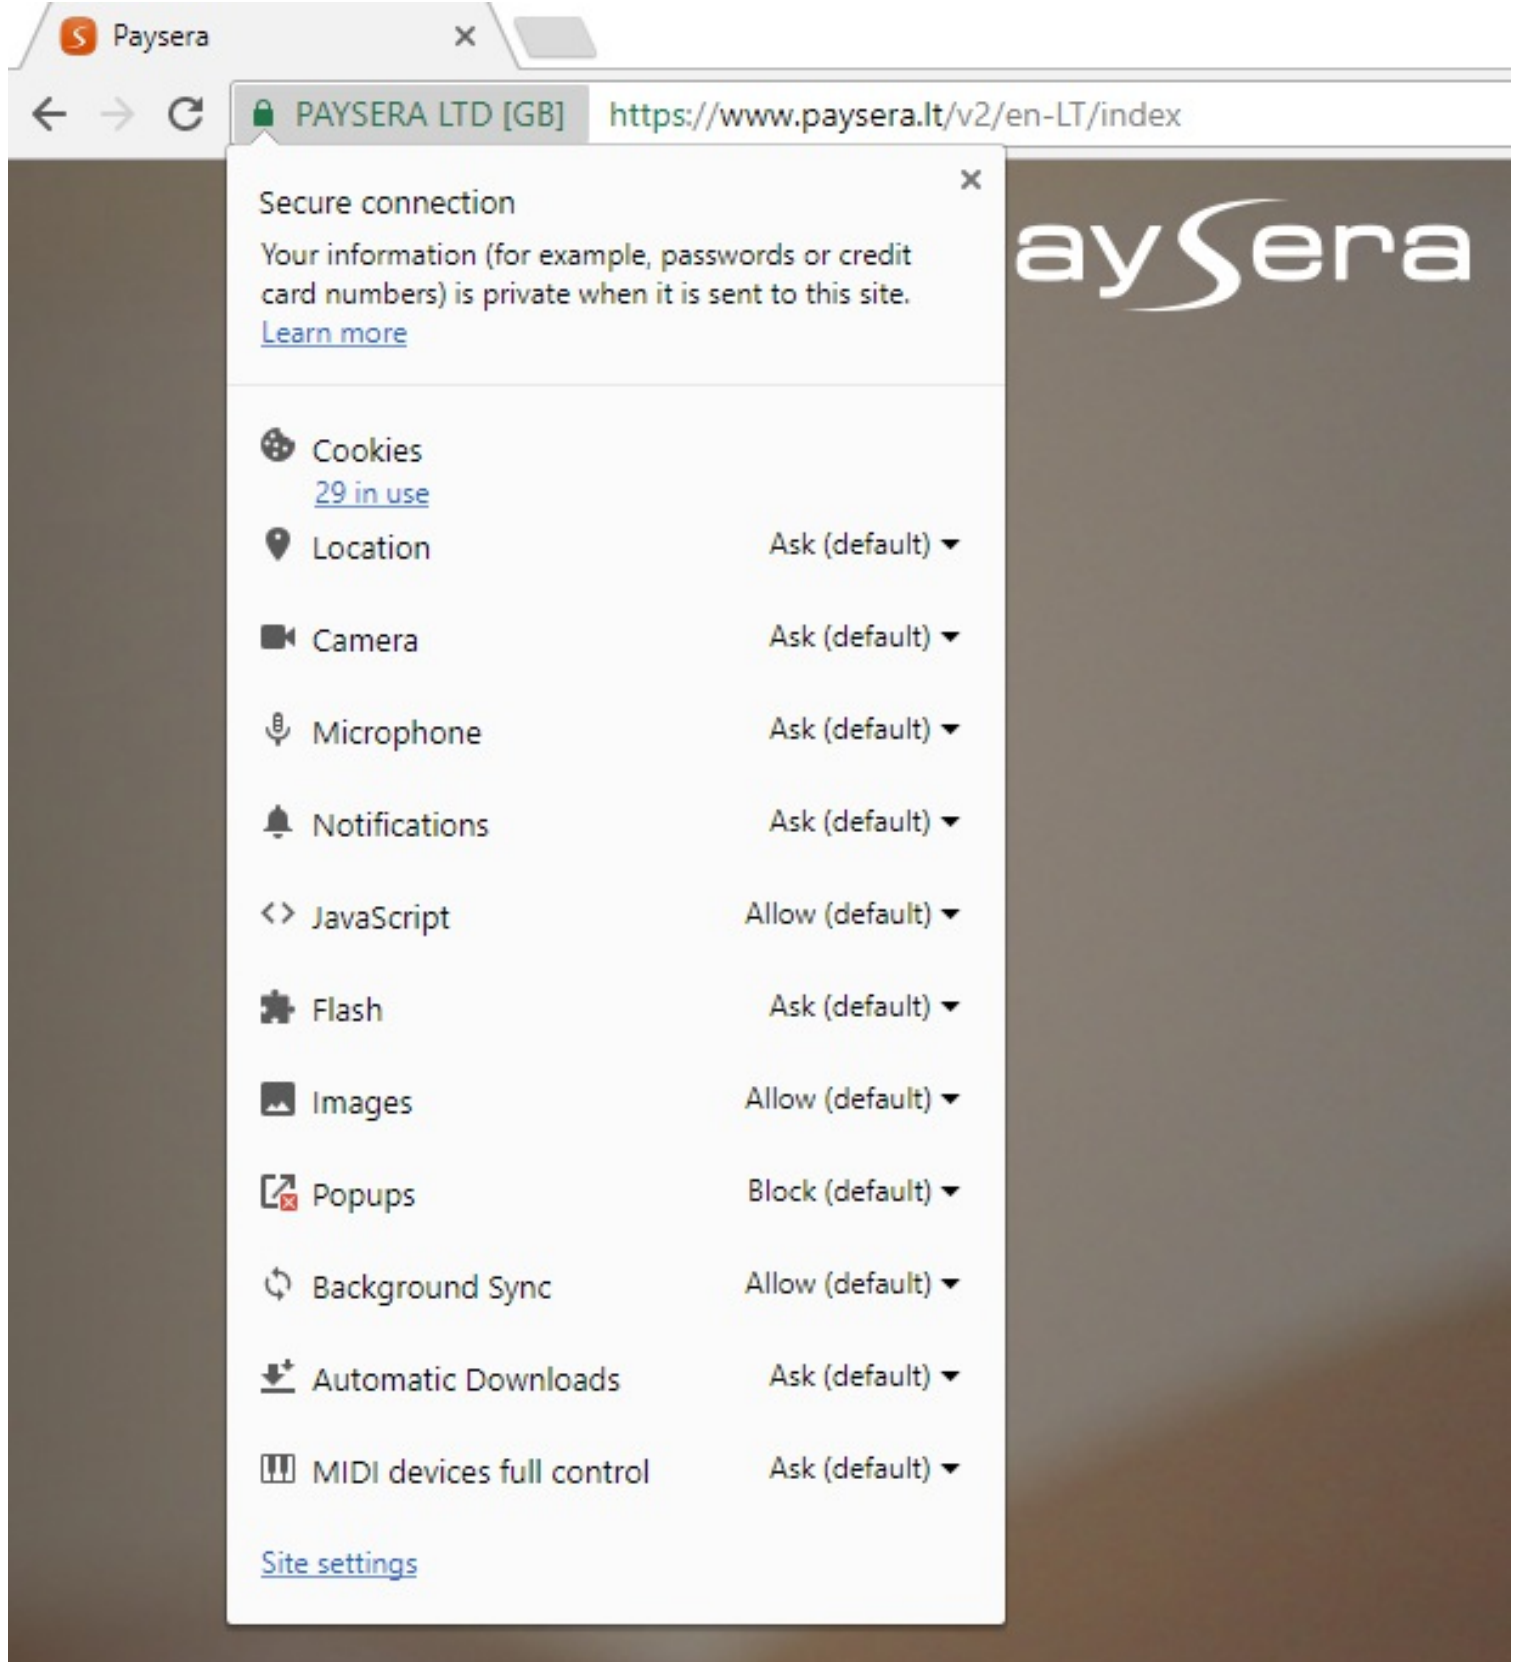 Paysera
PAYSERA LTD [GB] https://www.paysera.lt/v2/en-LT/index
Secure connection
Your information (for example, passwords or credit
card numbers) is private when it is sent to this site.
Learn more
aysera
Cookies
29 in use
Location Ask (default)
Camera Ask (default)
Microphone Ask (default)
Notifications Ask (default)
<> JavaScript Allow (default)
Flash Ask (default)
Images Allow (default)
Popups Block (default)
Background Sync Allow (default)
Automatic Downloads Ask (default)
MIDI devices full control Ask (default)
Site settings